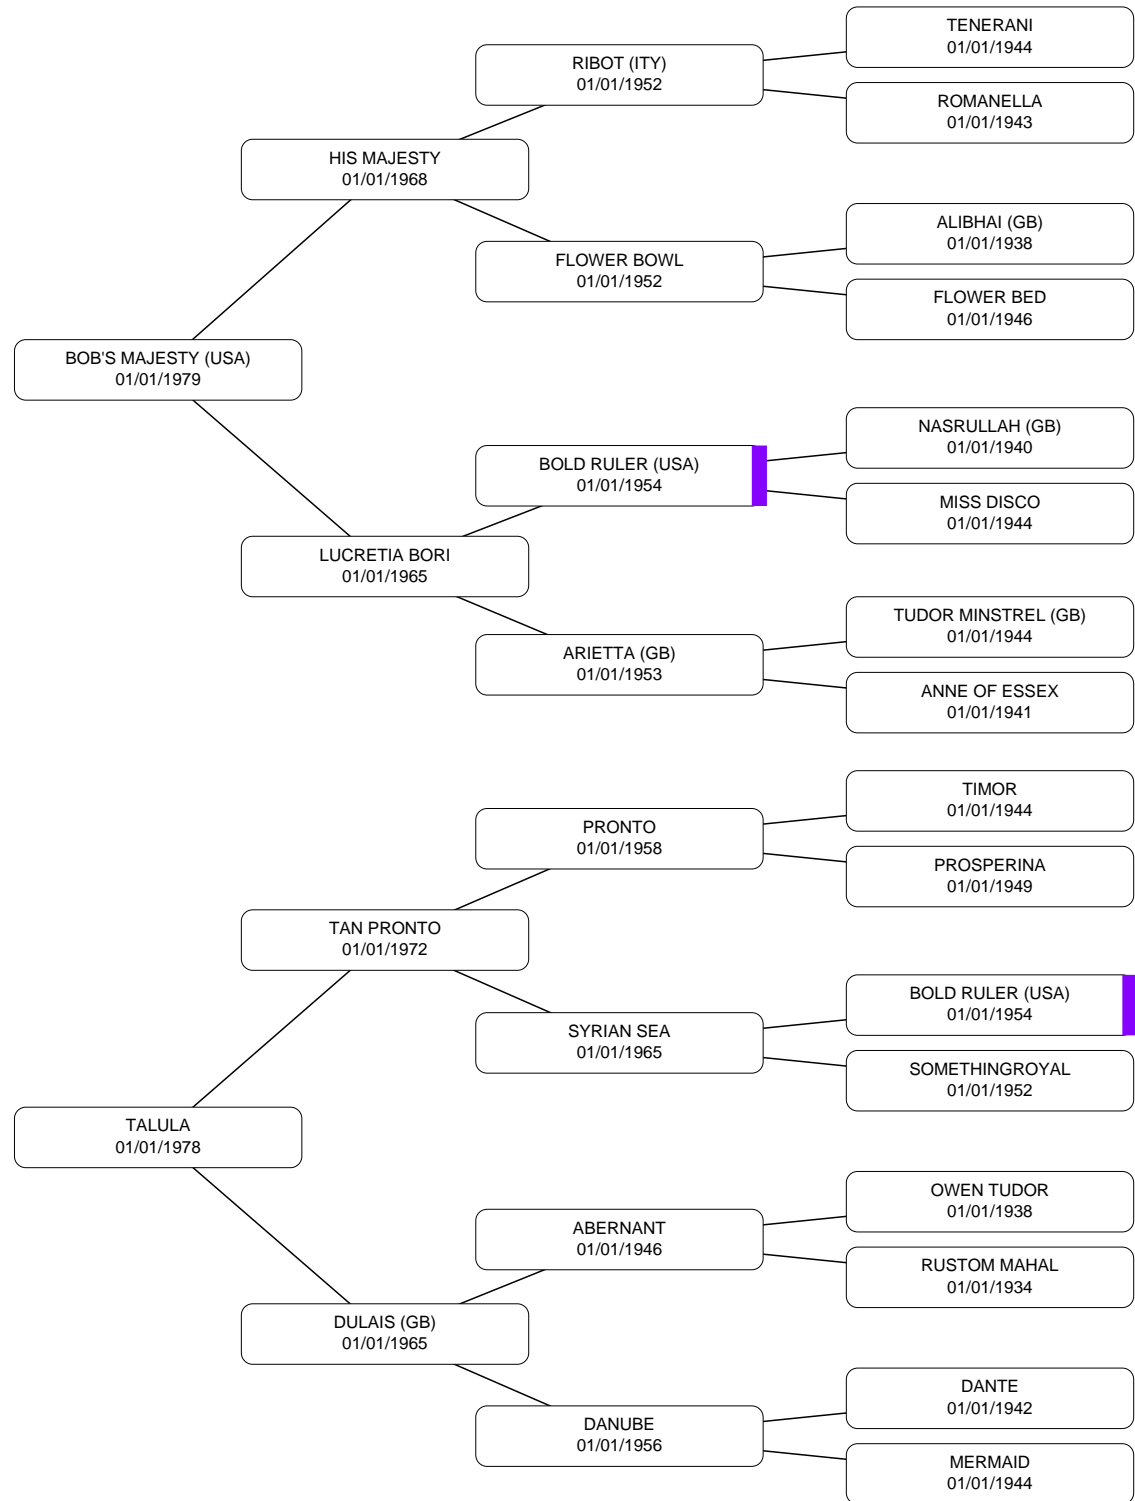 TENERANI
01/01/1944
RIBOT (ITY)
01/01/1952
ROMANELLA
01/01/1943
HIS MAJESTY
01/01/1968
ALIBHAI (GB)
01/01/1938
FLOWER BOWL
01/01/1952
FLOWER BED
01/01/1946
BOB'S MAJESTY (USA)
01/01/1979
NASRULLAH (GB)
01/01/1940
BOLD RULER (USA)
01/01/1954
MISS DISCO
01/01/1944
LUCRETIA BORI
01/01/1965
TUDOR MINSTREL (GB)
01/01/1944
ARIETTA (GB)
01/01/1953
ANNE OF ESSEX
01/01/1941
TIMOR
01/01/1944
PRONTO
01/01/1958
PROSPERINA
01/01/1949
TAN PRONTO
01/01/1972
BOLD RULER (USA)
01/01/1954
SYRIAN SEA
01/01/1965
SOMETHINGROYAL
01/01/1952
TALULA
01/01/1978
OWEN TUDOR
01/01/1938
ABERNANT
01/01/1946
RUSTOM MAHAL
01/01/1934
DULAIS (GB)
01/01/1965
DANTE
01/01/1942
DANUBE
01/01/1956
MERMAID
01/01/1944